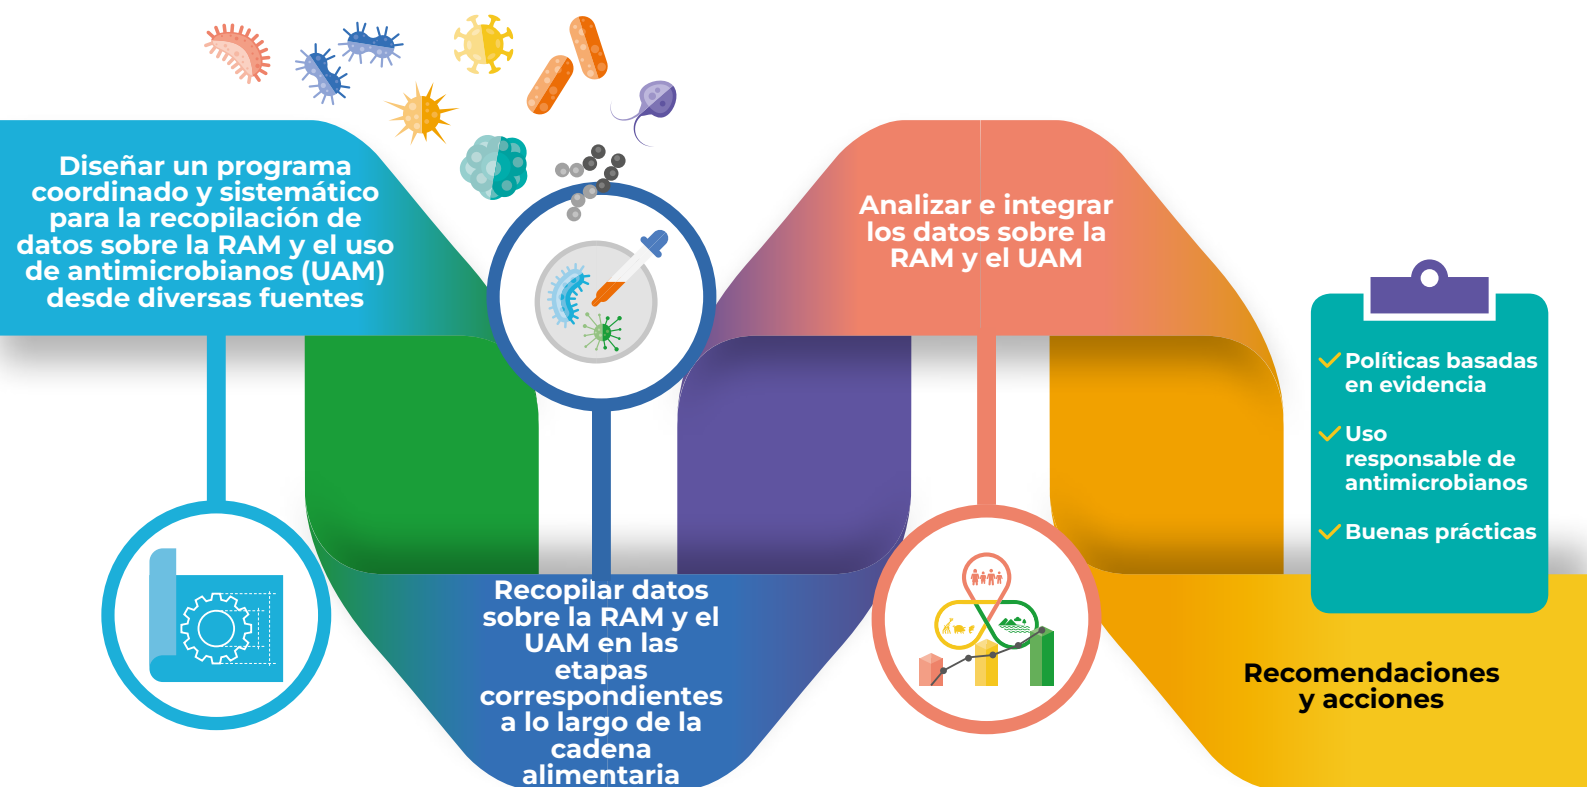 Diseñar un programa
coordinado y sistemático
para la recopilación de
datos sobre la RAM y el uso
de antimicrobianos (UAM)
desde diversas fuentes
Recopilar datos
sobre la RAM y el
UAM en las
etapas
correspondientes
a lo largo de la
cadena
alimentaria
Analizar e integrar
los datos sobre la
RAM y el UAM
Políticas basadas
en evidencia
Uso
responsable de
antimicrobianos
Buenas prácticas
Recomendaciones
y acciones